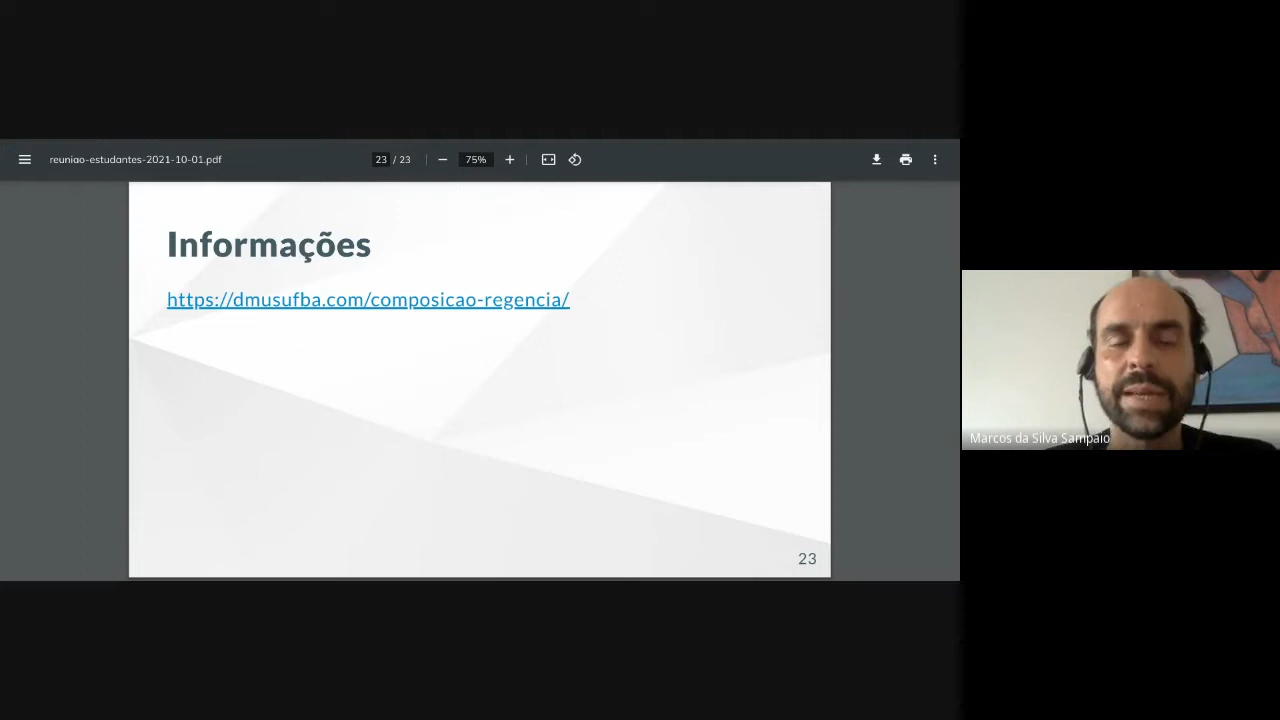 reuniao-estudantes-2021-10-01.pdf
23 / 23
75%
Informações
https://dmusufba.com/composicao-regencia/
23
Marcos da Silva Sampaio